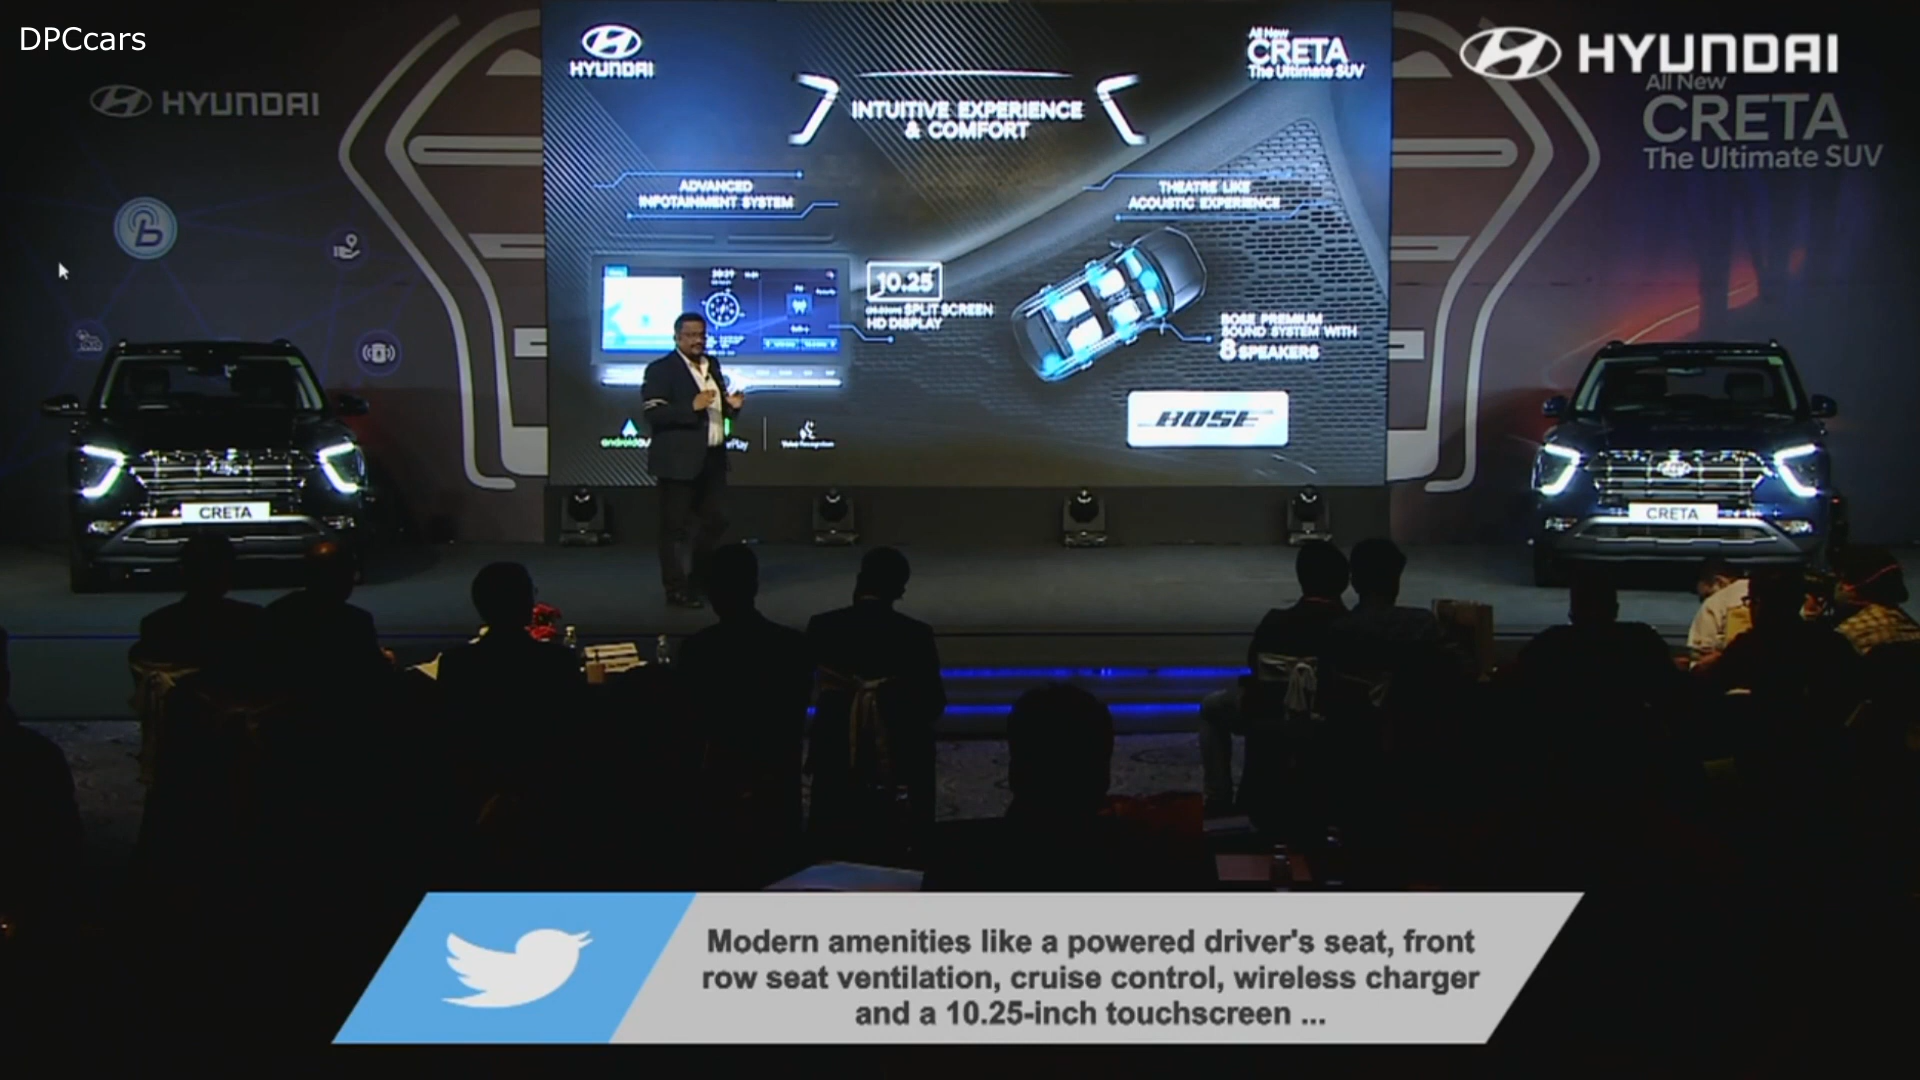 DPCcars
HYUNDAI
HYUNDAI
All New
CRETA
The Ultimate SUV
INTUITIVE EXPERIENCE
& COMFORT
ADVANCED
INFOTAINMENT SYSTEM
THEATRE LIKE
ACOUSTIC EXPERIENCE
10.25
SPLIT SCREEN
HD DISPLAY
BOSE PREMIUM
SOUND SYSTEM WITH
8 SPEAKERS
BOSE
Voice Recognition
HYUNDAI
All New
CRETA
The Ultimate SUV
CRETA
CRETA
Modern amenities like a powered driver's seat, front
row seat ventilation, cruise control, wireless charger
and a 10.25-inch touchscreen ...